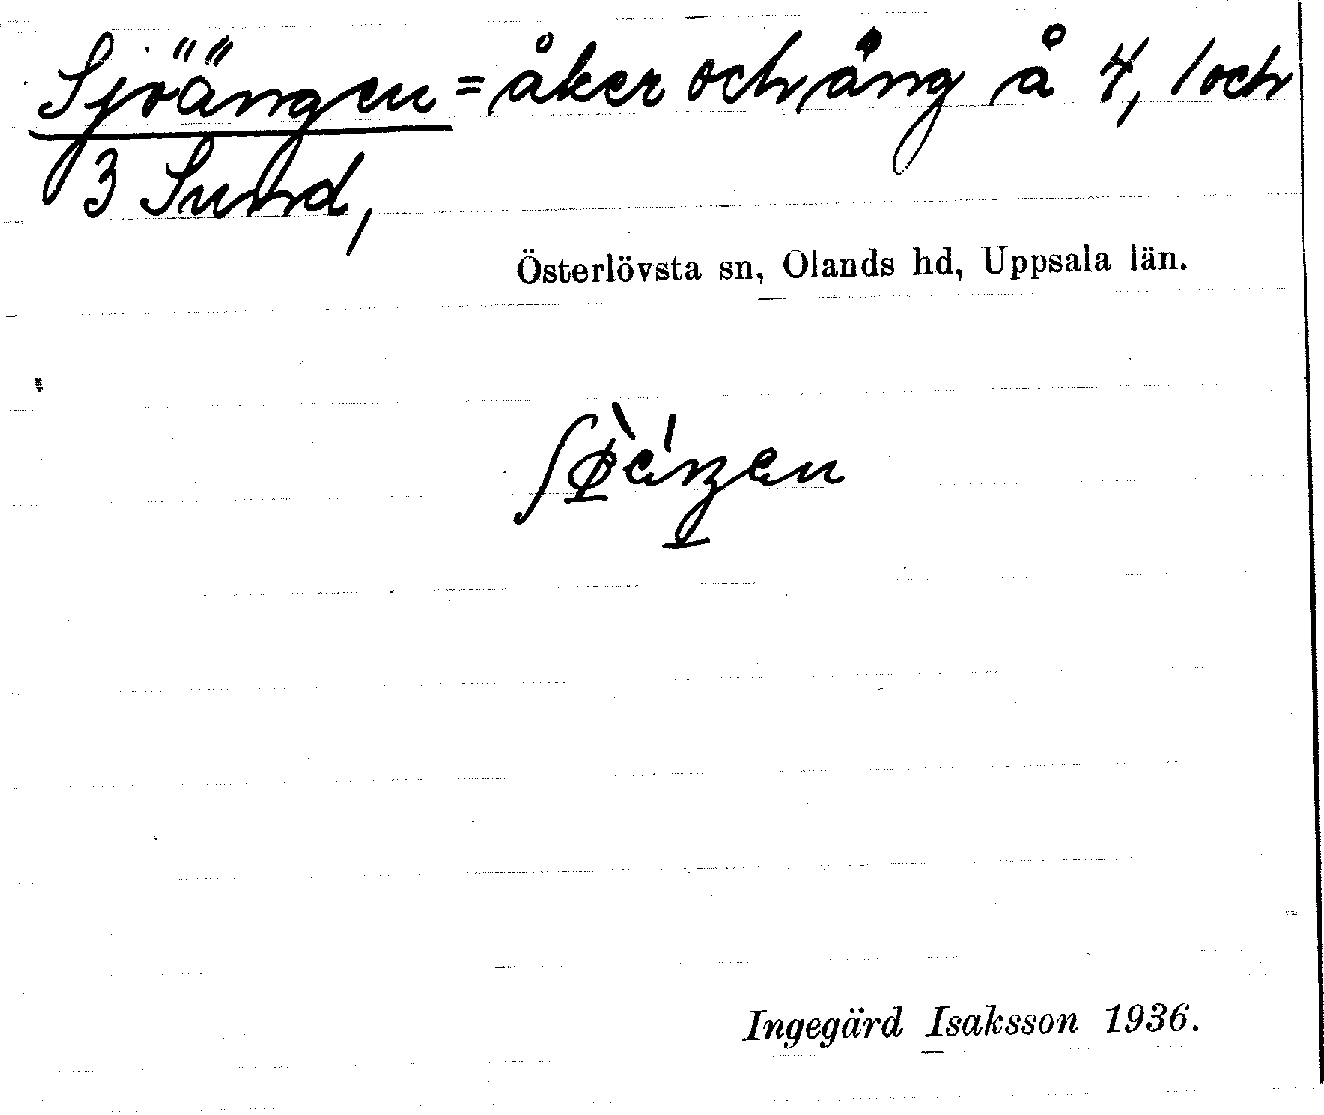 Sjöängen = åker och äng å 4, 1 och
3 Sund,
Österlövsta sn, Olands hd, Uppsala län.
Ingegärd Isaksson 1936.